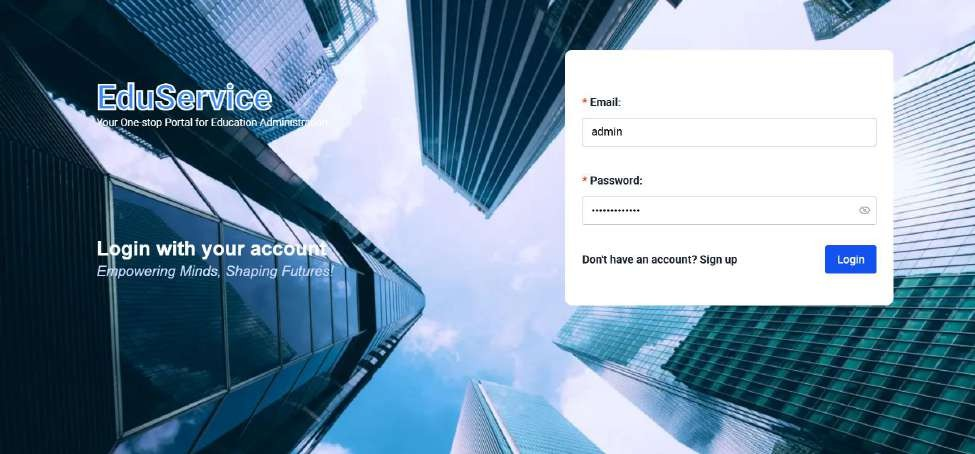 EduService
Your One-stop Portal for Education Administration
Login with your account
Empowering Minds, Shaping Futures!
* Email:
admin
* Password:
•••••••••••••
Don't have an account? Sign up
Login